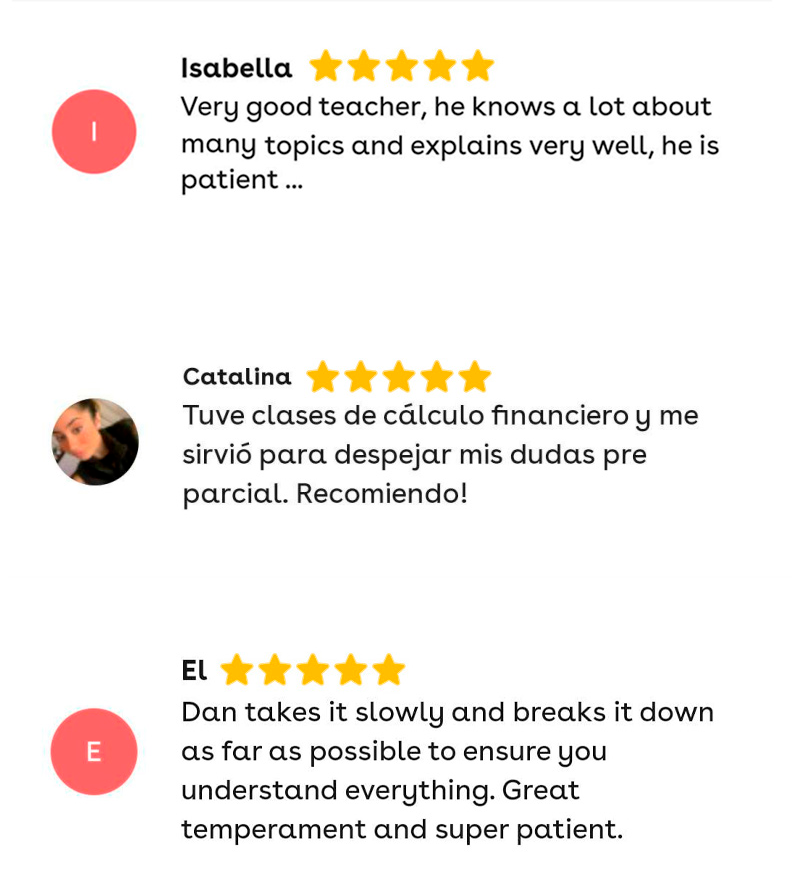 Isabella
Very good teacher, he knows a lot about
many topics and explains very well, he is
patient ...
I
Catalina
Tuve clases de cálculo financiero y me
sirvió para despejar mis dudas pre
parcial. Recomiendo!
El
Dan takes it slowly and breaks it down
as far as possible to ensure you
understand everything. Great
temperament and super patient.
E